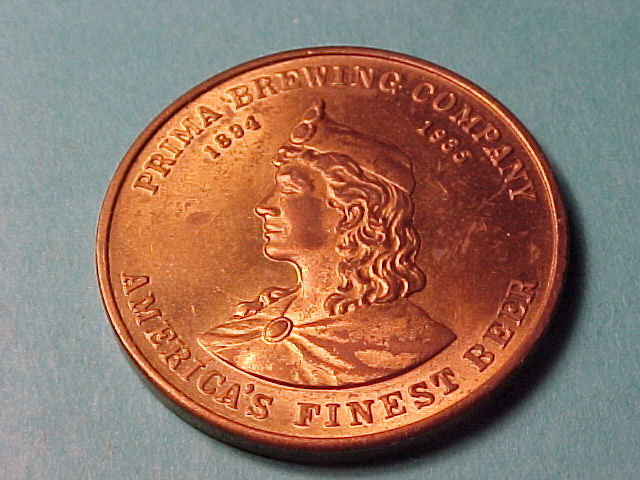 PRIMA BREWING COMPANY
1894 1935
AMERICA'S FINEST BEER